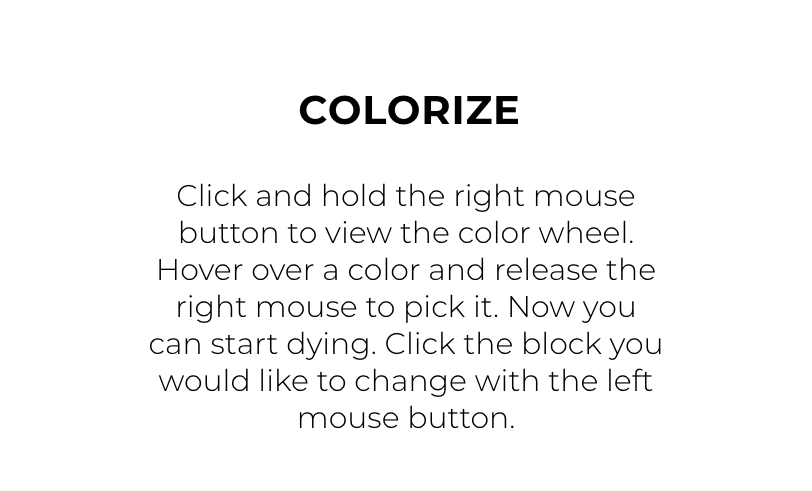 COLORIZE
Click and hold the right mouse
button to view the color wheel.
Hover over a color and release the
right mouse to pick it. Now you
can start dying. Click the block you
would like to change with the left
mouse button.